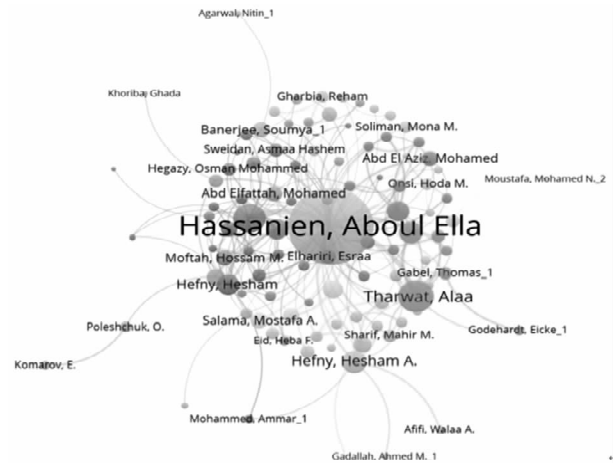 Agarwal, Nitin_1
Khoriba, Ghada
Gharbia, Reham
Banerjee, Soumya_1
Soliman, Mona M.
Sweidan, Asmaa Hashem
Abd El Aziz, Mohamed
Hegazy, Osman Mohammed
Onsi, Hoda M.
Moustafa, Mohamed N._2
Abd Elfattah, Mohamed
Hassanien, Aboul Ella
Moftah, Hossam M.
Elhariri, Esraa
Gabel, Thomas_1
Hefny, Hesham
Tharwat, Alaa
Salama, Mostafa A.
Poleshchuk, O.
Godehardt, Eicke_1
Sharif, Mahir M.
Eid, Heba F.
Komarov, E.
Hefny, Hesham A.
Mohammed, Ammar_1
Afifi, Walaa A.
Gadallah, Ahmed M._1